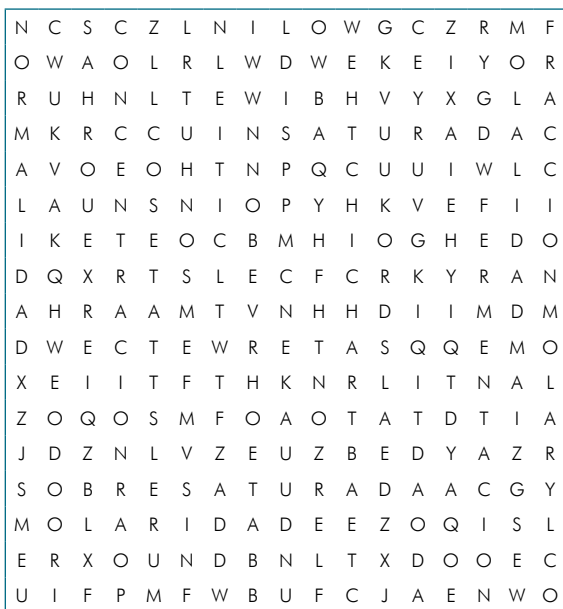 N C S C Z L N I L O W G C Z R M F
O W A O L R L W D W E K E I Y O R
R U H N L T E W I B H V Y X G L A
M K R C C U I N S A T U R A D A C
A V O E O H T N P Q C U U I W L C
L A U N S N I O P Y H K V E F I I
I K E T E O C B M H I O G H E D O
D Q X R T S L E C F C R K Y R A N
A H R A A M T V N H H D I I M D M
D W E C T E W R E T A S Q Q E M O
X E I I T F T H K N R L I T N A L
Z O Q O S M F O A O T A T D T I A
J D Z N L V Z E U Z B E D Y A Z R
S O B R E S A T U R A D A A C G Y
M O L A R I D A D E E Z O Q I S L
E R X O U N D B N L T X D O O E C
U I F P M F W B U F C J A E N W O